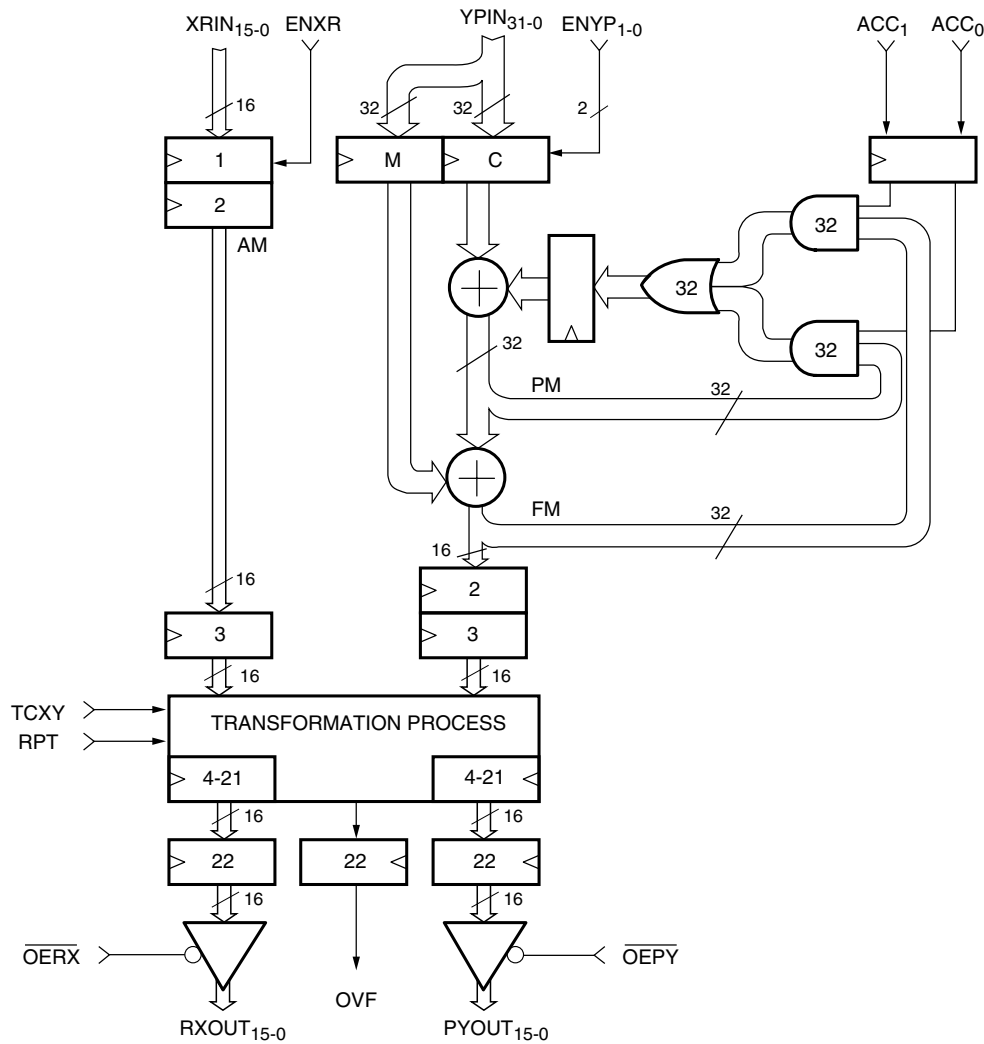 XRIN15-0 ENXR YPIN31-0 ENYP1-0 ACC1 ACC0
16 32 32 2
1 M C
2 32
AM
32
32
32
PM 32
FM 32
16
16 2
3 3
16 16
TCXY TRANSFORMATION PROCESS
RPT
4-21 4-21
16 16
22 22 22
16 16
OERX OEPY
OVF
RXOUT15-0 PYOUT15-0